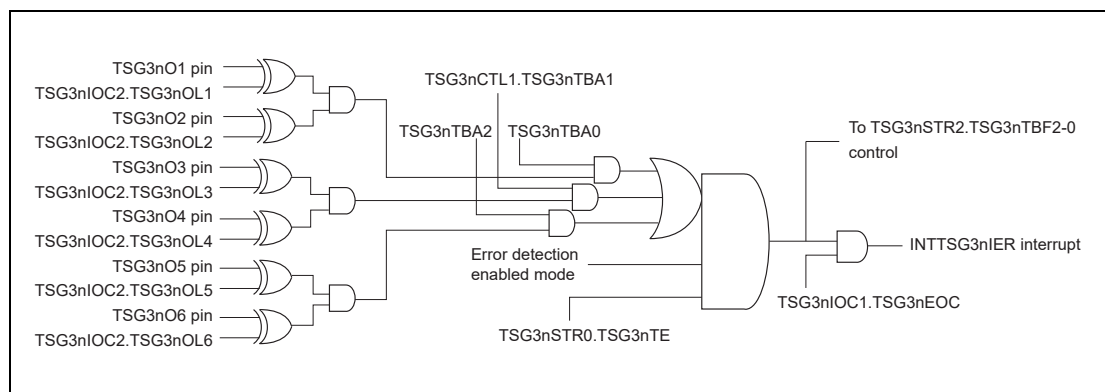 TSG3nO1 pin
TSG3nIOC2.TSG3nOL1
TSG3nO2 pin
TSG3nIOC2.TSG3nOL2
TSG3nO3 pin
TSG3nIOC2.TSG3nOL3
TSG3nO4 pin
TSG3nIOC2.TSG3nOL4
TSG3nO5 pin
TSG3nIOC2.TSG3nOL5
TSG3nO6 pin
TSG3nIOC2.TSG3nOL6
TSG3nCTL1.TSG3nTBA1
TSG3nTBA2
TSG3nTBA0
Error detection
enabled mode
TSG3nSTR0.TSG3nTE
To TSG3nSTR2.TSG3nTBF2-0
control
INTTSG3nIER interrupt
TSG3nIOC1.TSG3nEOC